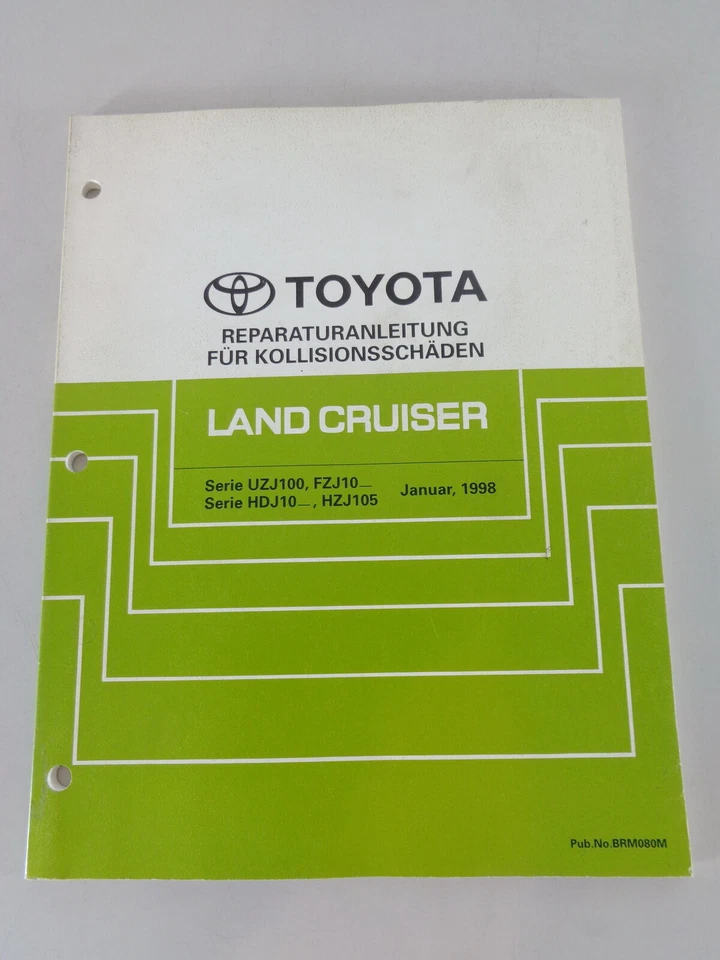 TOYOTA
REPARATURANLEITUNG
FÜR KOLLISIONSSCHÄDEN
LAND CRUISER
Serie UZJ100, FZJ10—
Serie HDJ10—, HZJ105
Januar, 1998
Pub.No.BRM080M